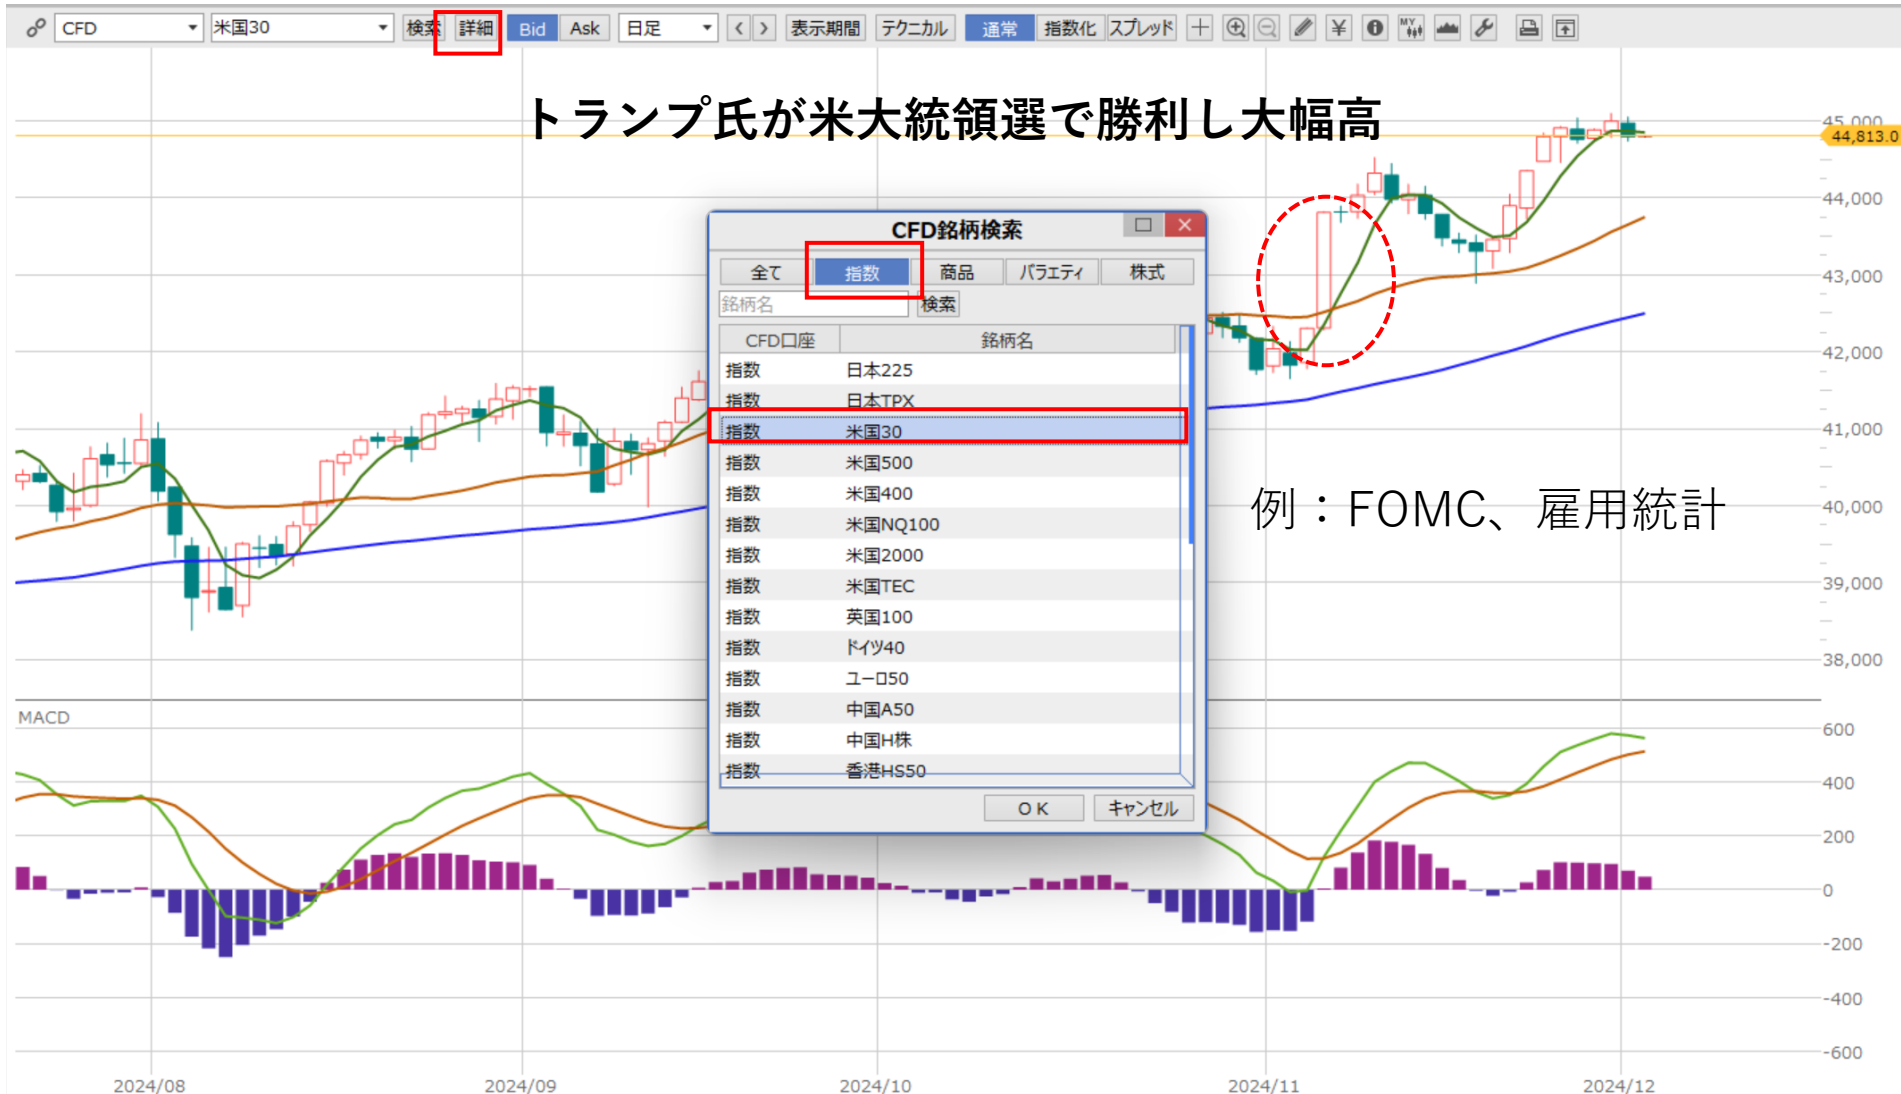 CFD 米国30 検索 詳細 Bid Ask 日足 表示期間 テクニカル 通常 指数化 スプレッド
トランプ氏が米大統領選で勝利し大幅高
45,000
44,813.0
44,000
43,000
42,000
41,000
40,000
39,000
38,000
CFD銘柄検索
全て 指数 商品 バラエティ 株式
銘柄名 検索
CFD口座 銘柄名
指数 日本225
指数 日本TPX
指数 米国30
指数 米国500
指数 米国400
指数 米国NQ100
指数 米国2000
指数 米国TEC
指数 英国100
指数 ドイツ40
指数 ユーロ50
指数 中国A50
指数 中国H株
指数 香港HS50
OK キャンセル
例：FOMC、雇用統計
MACD
600
400
200
0
-200
-400
-600
2024/08 2024/09 2024/10 2024/11 2024/12